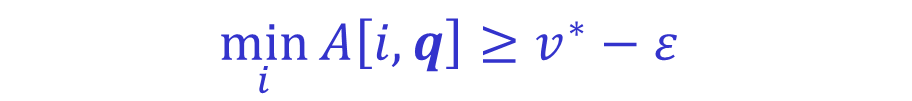 min A[i, q] ≥ v* − ε
i